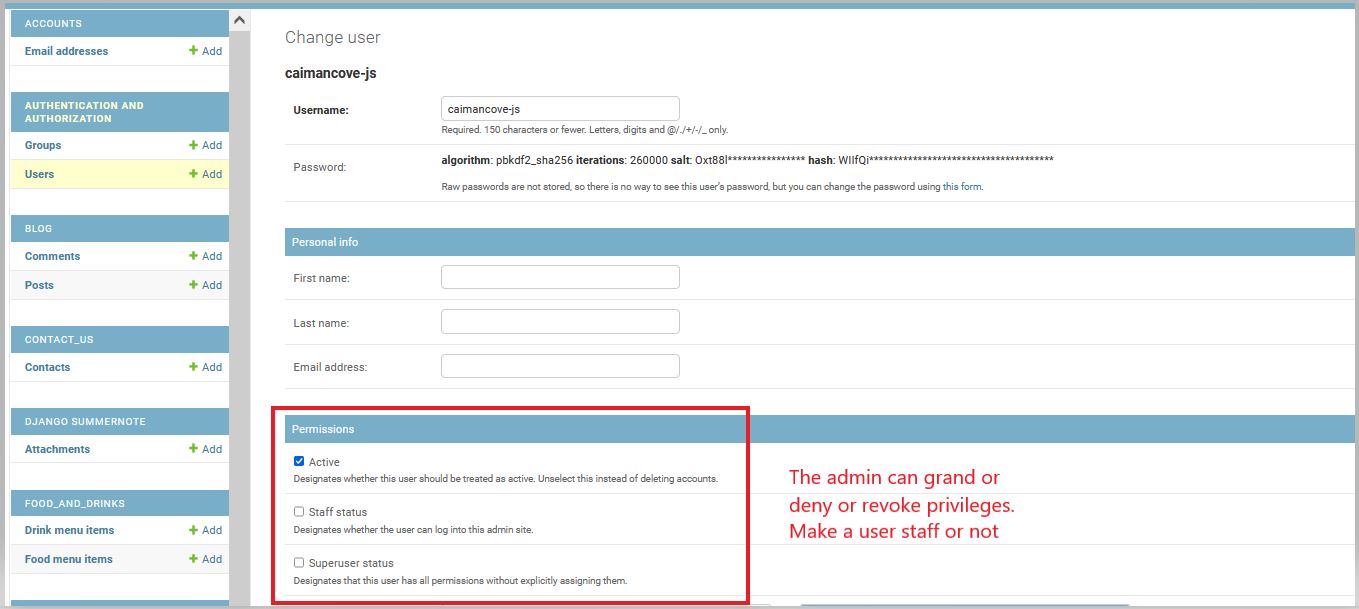 ACCOUNTS
Email addresses + Add
AUTHENTICATION AND
AUTHORIZATION
Groups + Add
Users + Add
BLOG
Comments + Add
Posts + Add
CONTACT_US
Contacts + Add
DJANGO SUMMERNOTE
Attachments + Add
FOOD_AND_DRINKS
Drink menu items + Add
Food menu items + Add
Change user
caimancove-js
Username: caimancove-js
Required. 150 characters or fewer. Letters, digits and @/./+/-/_ only.
Password: algorithm: pbkdf2_sha256 iterations: 260000 salt: Oxt88l**************** hash: WIIfQi**************************************
Raw passwords are not stored, so there is no way to see this user's password, but you can change the password using this form.
Personal info
First name:
Last name:
Email address:
Permissions
Active
Designates whether this user should be treated as active. Unselect this instead of deleting accounts.
Staff status
Designates whether the user can log into this admin site.
Superuser status
Designates that this user has all permissions without explicitly assigning them.
The admin can grand or
deny or revoke privileges.
Make a user staff or not